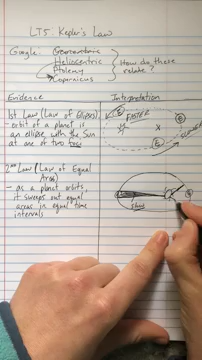 LT5 Kepler's Law
Google:
Geocentric
Heliocentric
Ptolemy
Copernicus
How do these
relate?
Evidence
Interpretation
1st Law (Law of Ellipses)
orbit of a planet is
an ellipse with the Sun
at one or two foci
FASTER
SLOWER
2nd Law (Law of Equal
Areas)
- as a planet orbits,
it sweeps out equal
areas in equal time
intervals